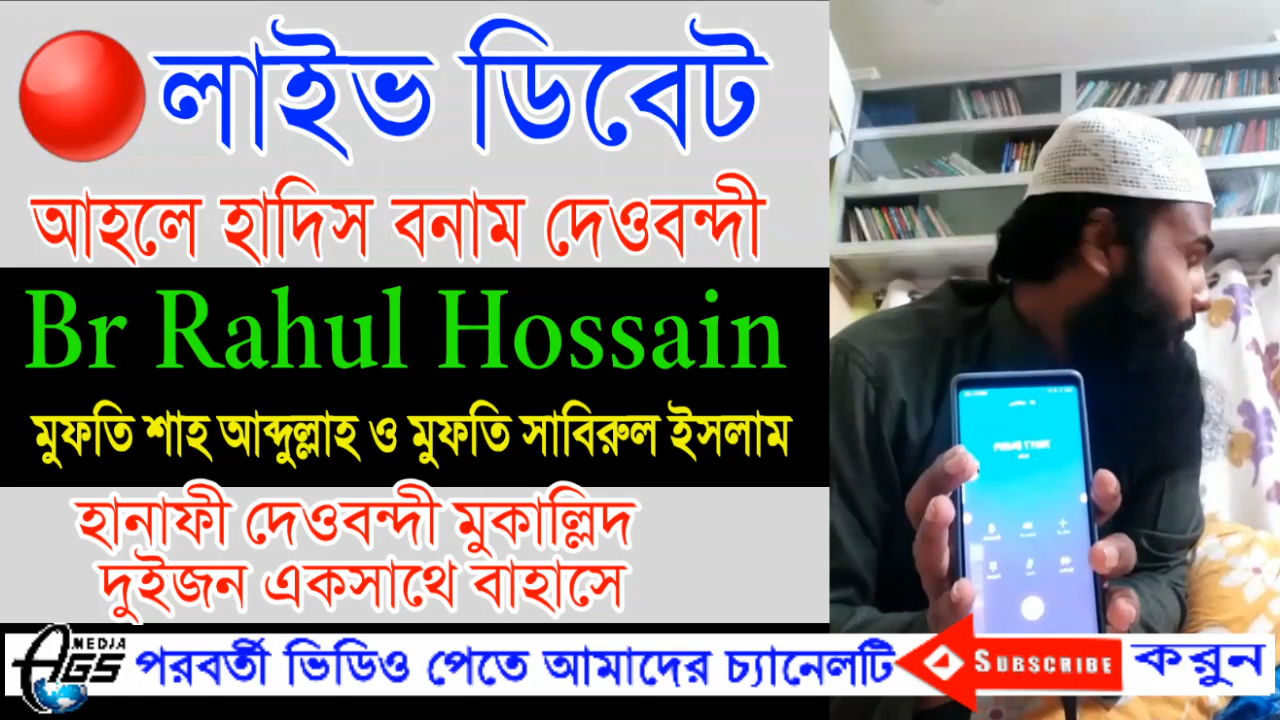 লাইভ ডিবেট
আহলে হাদিস বনাম দেওবন্দী
Br Rahul Hossain
মুফতি শাহ আব্দুল্লাহ ও মুফতি সাবিরুল ইসলাম
হানাফী দেওবন্দী মুকাল্লিদ
দুইজন একসাথে বাহাসে
AGS MEDIA
পরবর্তী ভিডিও পেতে আমাদের চ্যানেলটি SUBSCRIBE করুন